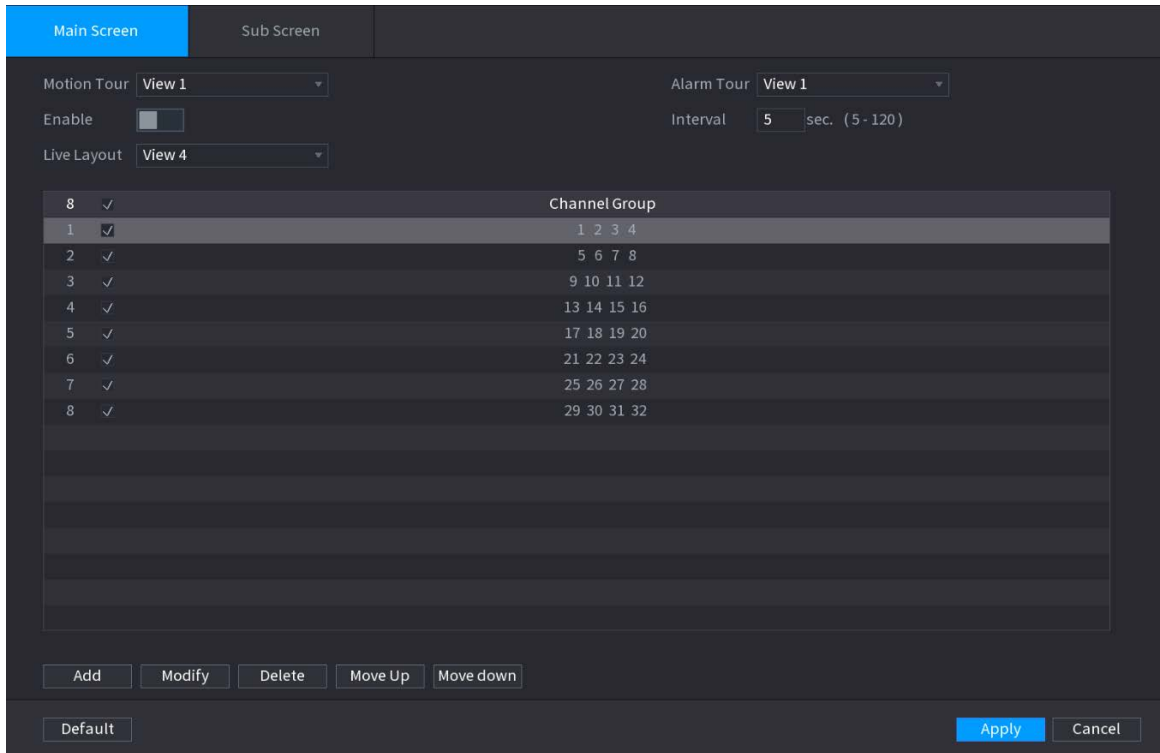 Main Screen Sub Screen
Motion Tour View 1 Alarm Tour View 1
Enable Interval 5 sec. (5-120)
Live Layout View 4
8 Channel Group
1 1 2 3 4
2 5 6 7 8
3 9 10 11 12
4 13 14 15 16
5 17 18 19 20
6 21 22 23 24
7 25 26 27 28
8 29 30 31 32
Add Modify Delete Move Up Move down
Default Apply Cancel